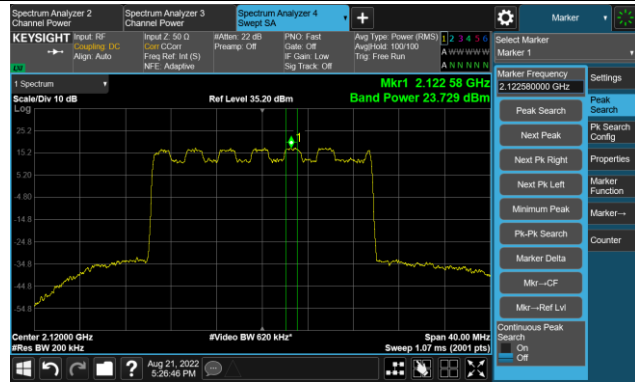 Spectrum Analyzer 2
Channel Power
Spectrum Analyzer 3
Channel Power
Spectrum Analyzer 4
Swept SA
+
Marker
KEYSIGHT
Input: RF
Coupling: DC
Align: Auto
Input Z: 50 Ω
Corr CCorr
Freq Ref: Int (S)
NFE: Adaptive
#Atten: 22 dB
Preamp: Off
PNO: Fast
Gate: Off
IF Gain: Low
Sig Track: Off
Avg Type: Power (RMS)
Avg|Hold: 100/100
Trig: Free Run
1 2 3 4 5 6
A W W W W W
A N N N N N
Select Marker
Marker 1
1 Spectrum
Mkr1 2.122 58 GHz
Scale/Div 10 dB
Ref Level 35.20 dBm
Band Power 23.729 dBm
Log
25.2
15.2
5.20
-4.80
-14.8
-24.8
-34.8
-44.8
-54.8
1
Center 2.12000 GHz
#Video BW 620 kHz*
Span 40.00 MHz
#Res BW 200 kHz
Sweep 1.07 ms (2001 pts)
Marker Frequency
2.122580000 GHz
Peak Search
Next Peak
Next Pk Right
Next Pk Left
Minimum Peak
Pk-Pk Search
Marker Delta
Mkr→CF
Mkr→Ref Lvl
Continuous Peak
Search
On
Off
Settings
Peak
Search
Pk Search
Config
Properties
Marker
Function
Marker→
Counter
?
Aug 21, 2022
5:26:46 PM